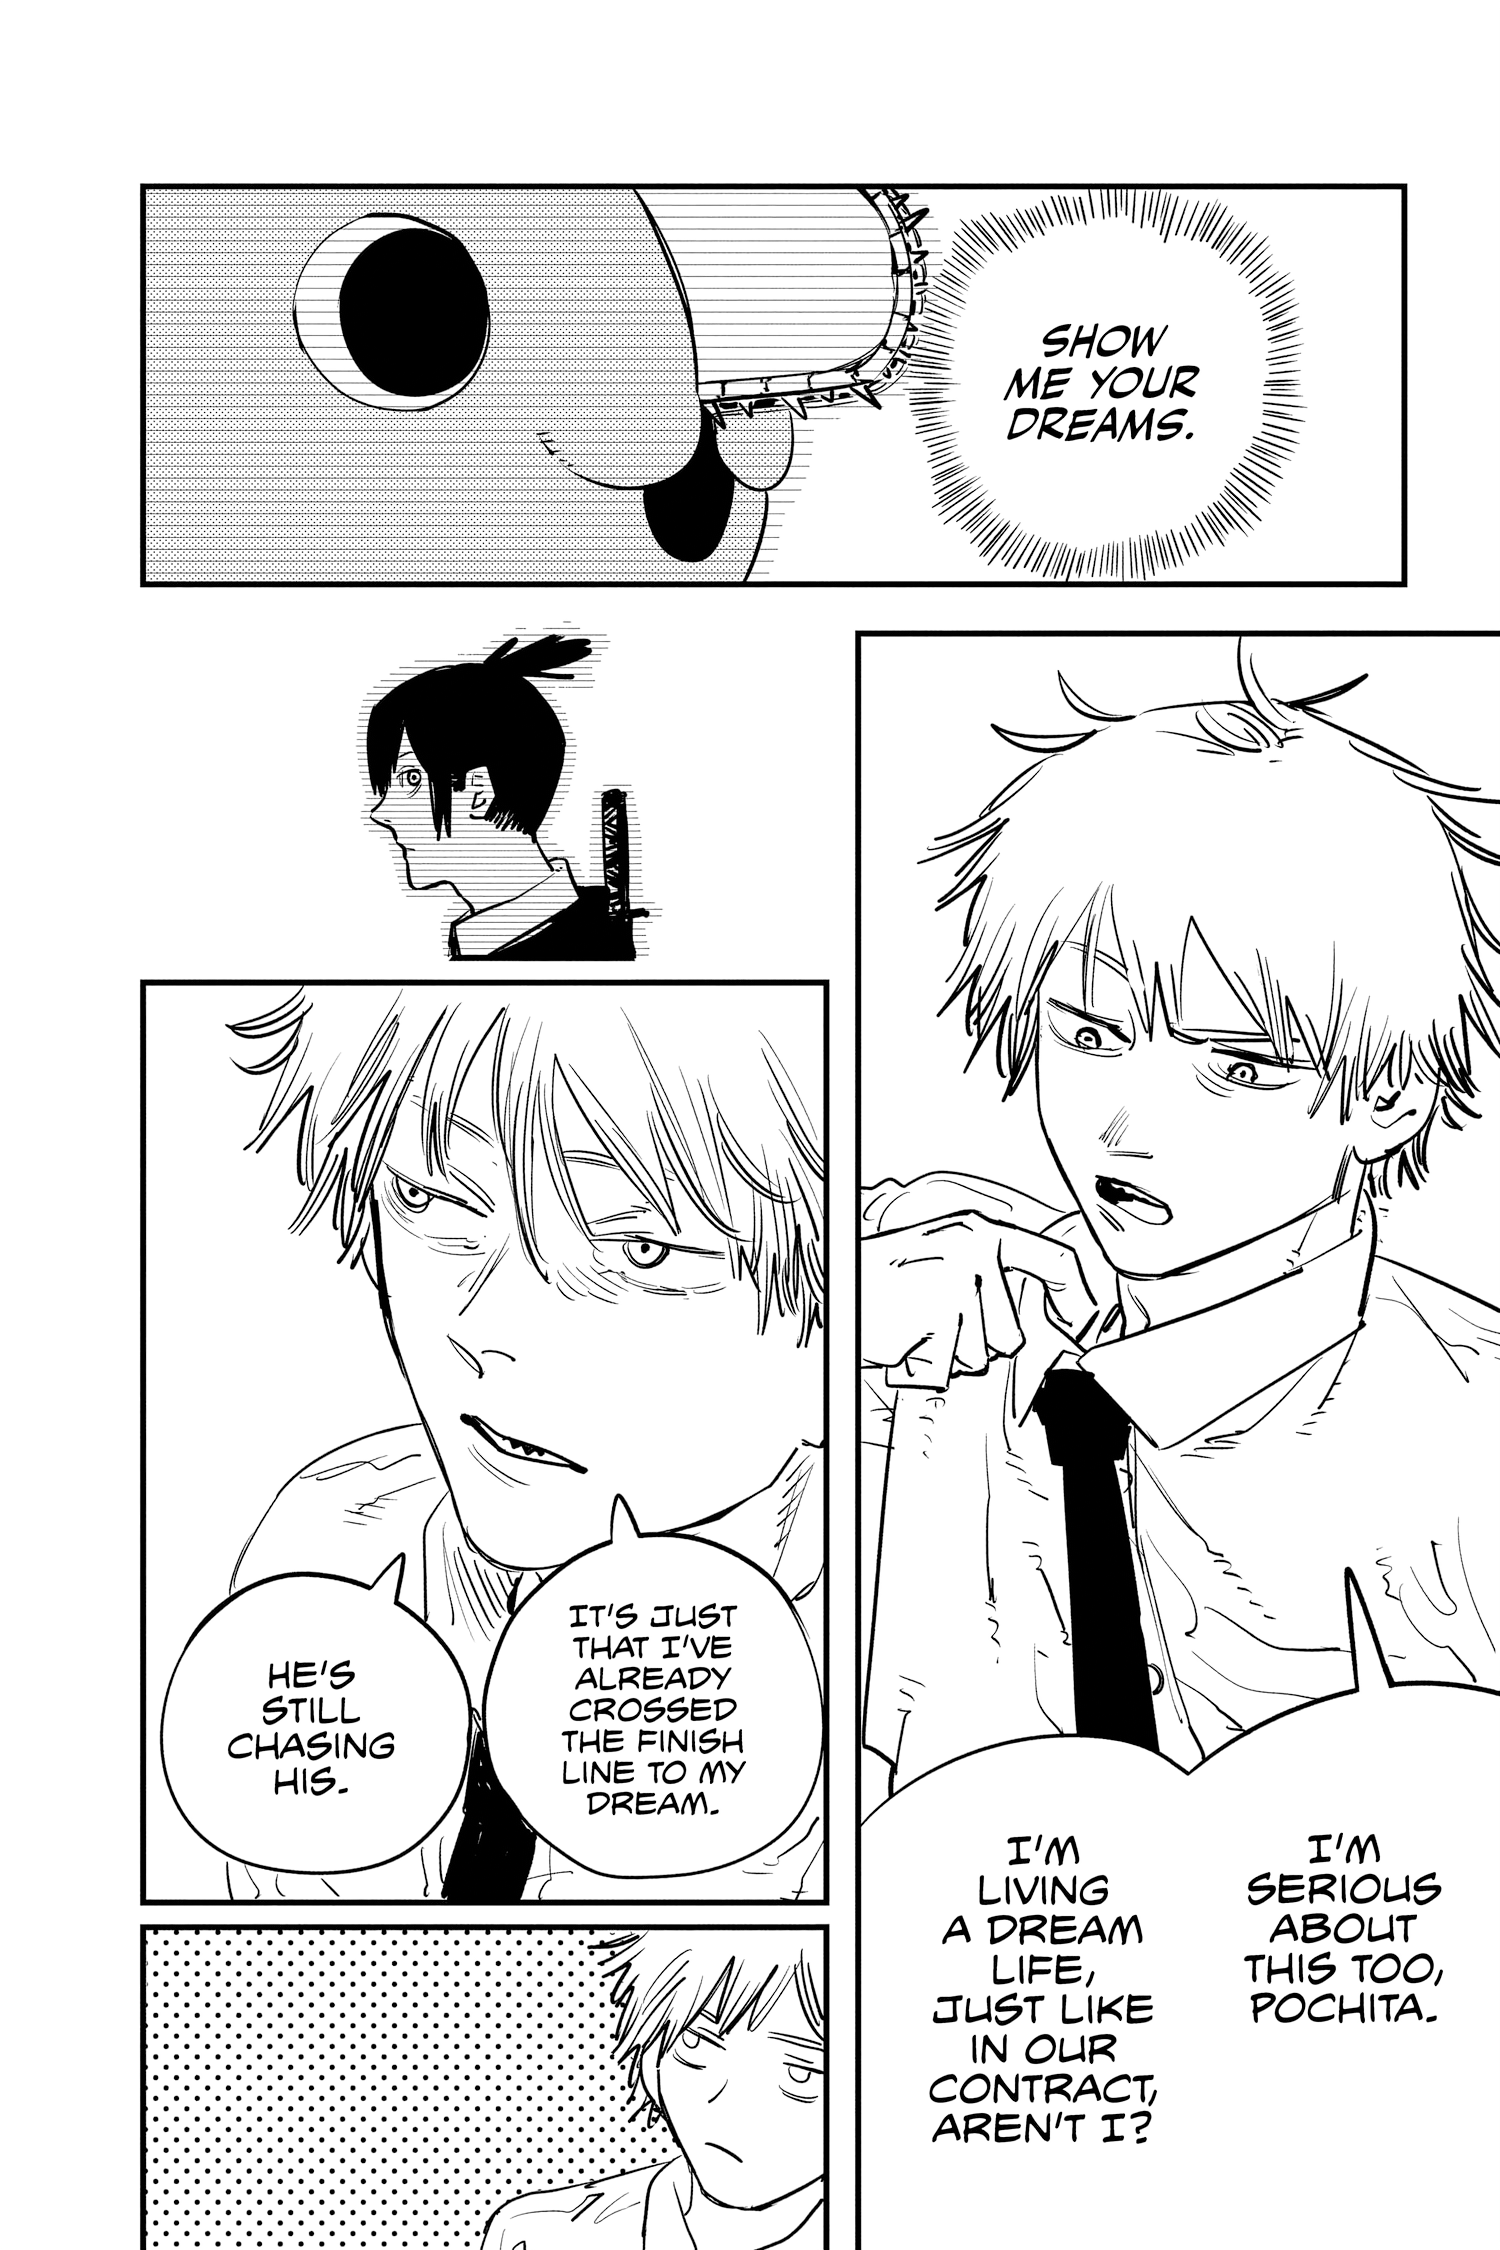 SHOW
ME YOUR
DREAMS.
I'M
SERIOUS
ABOUT
THIS TOO,
POCHITA.
I'M
LIVING
A DREAM
LIFE,
JUST LIKE
IN OUR
CONTRACT,
AREN'T I?
IT'S JUST
THAT I'VE
ALREADY
CROSSED
THE FINISH
LINE TO MY
DREAM.
HE'S
STILL
CHASING
HIS.